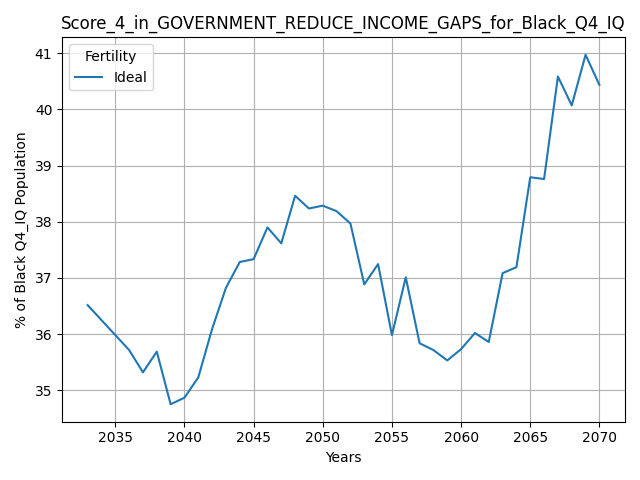 Score_4_in_GOVERNMENT_REDUCE_INCOME_GAPS_for_Black_Q4_IQ
Fertility
Ideal
% of Black Q4_IQ Population
41
40
39
38
37
36
35
2035 2040 2045 2050 2055 2060 2065 2070
Years